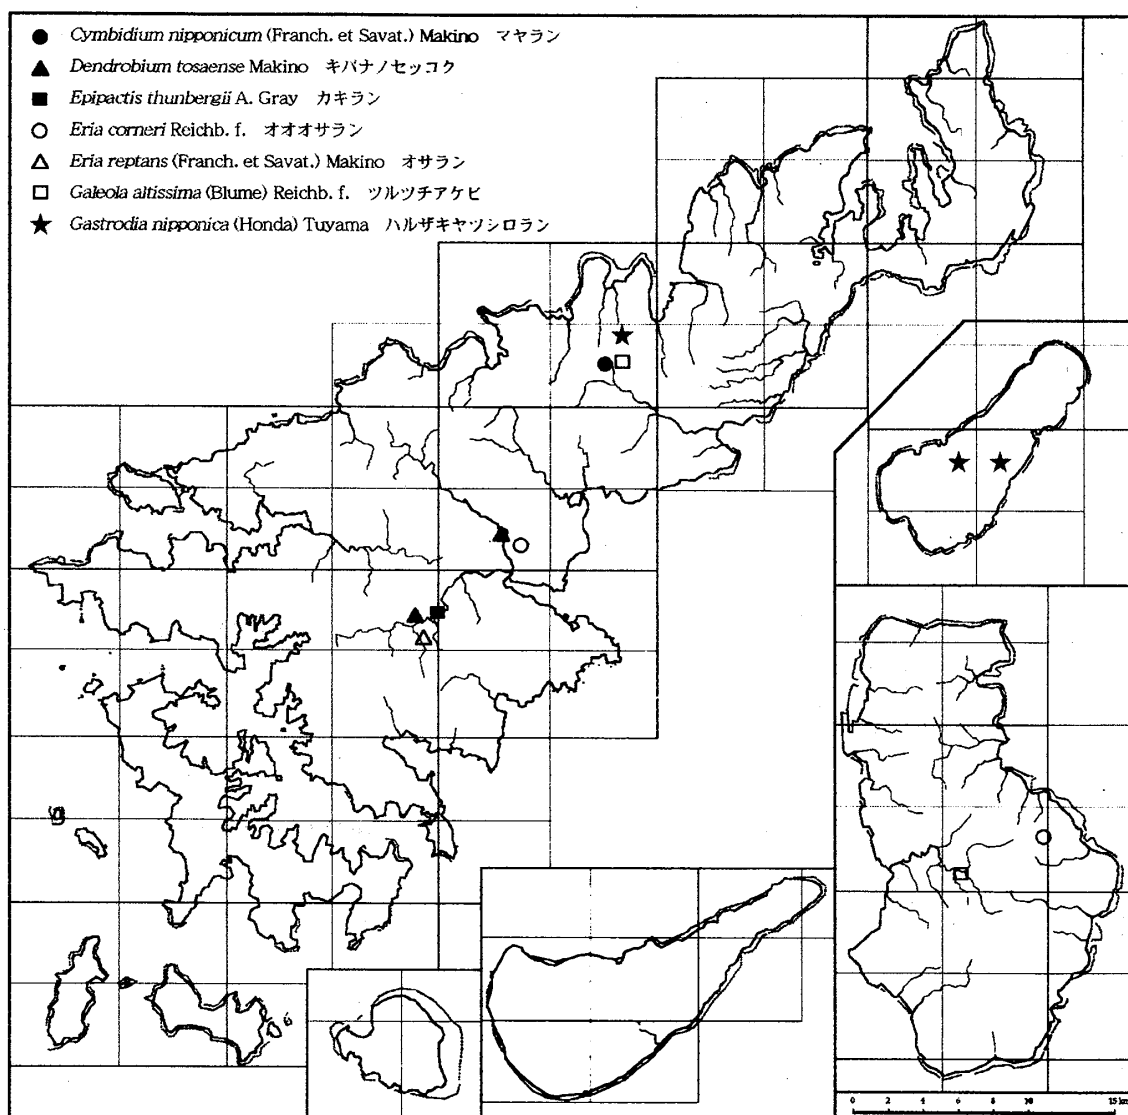 ● Cymbidium nipponicum (Franch. et Savat.) Makino マヤラン
▲ Dendrobium tosaense Makino キバナノセッコク
■ Epipactis thunbergii A. Gray カキラン
○ Eria corneri Reichb. f. オオオサラン
△ Eria reptans (Franch. et Savat.) Makino オサラン
□ Galeola altissima (Blume) Reichb. f. ツルツチアケビ
★ Gastrodia nipponica (Honda) Tuyama ハルザキヤツシロラン
0 2 6 10 15 km